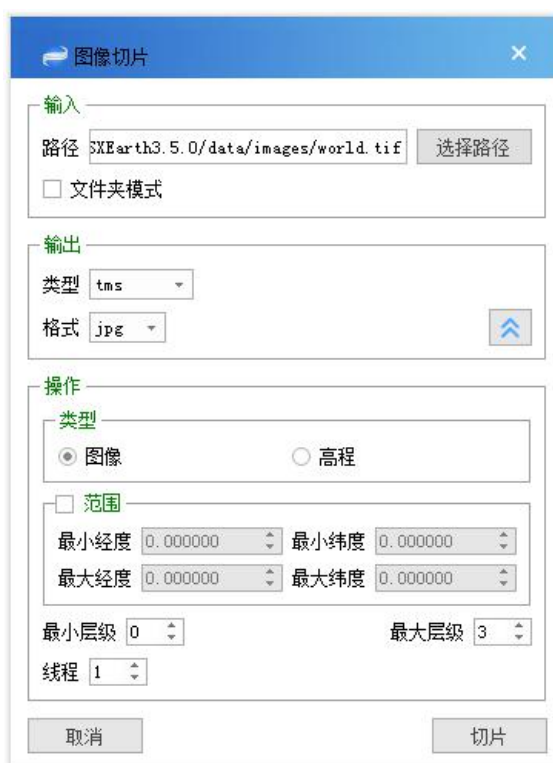 图像切片
输入
路径 SXEarth3.5.0/data/images/world.tif 选择路径
文件夹模式
输出
类型 tms
格式 jpg
操作
类型
图像 高程
范围
最小经度 0.000000 最小纬度 0.000000
最大经度 0.000000 最大纬度 0.000000
最小层级 0 最大层级 3
线程 1
取消 切片